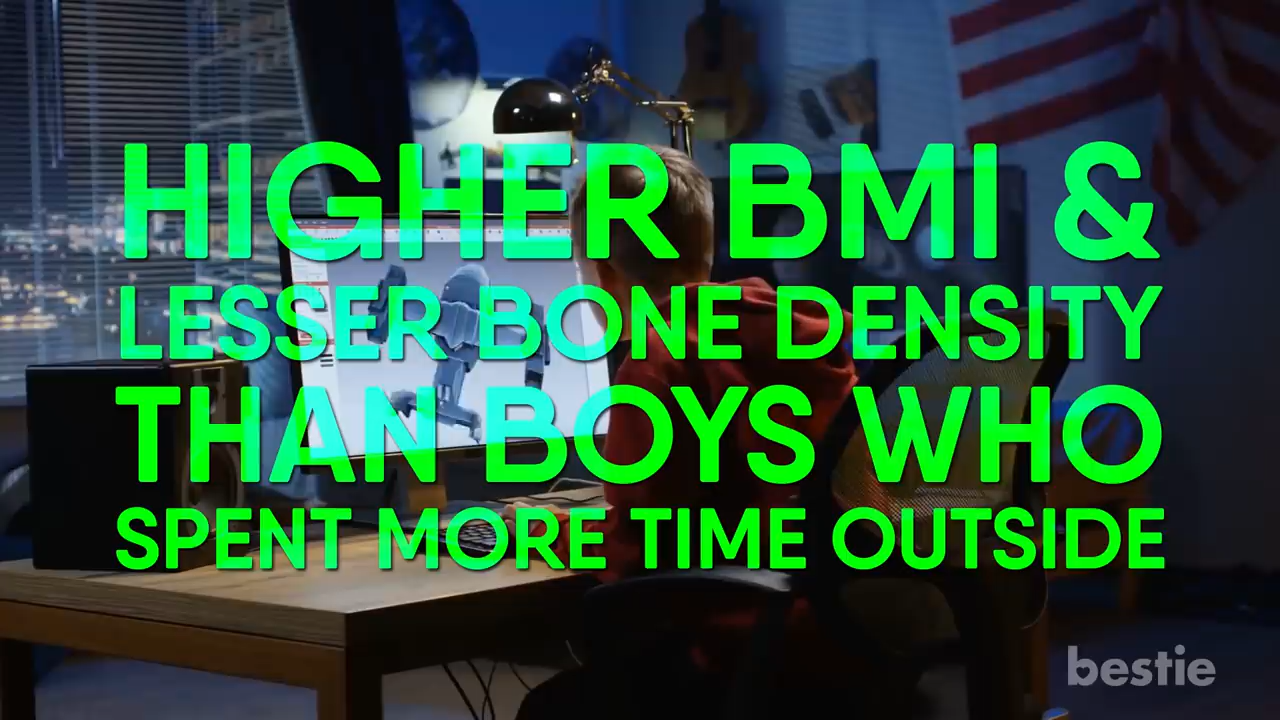 HIGHER BMI &
LESSER BONE DENSITY
THAN BOYS WHO
SPENT MORE TIME OUTSIDE
bestie